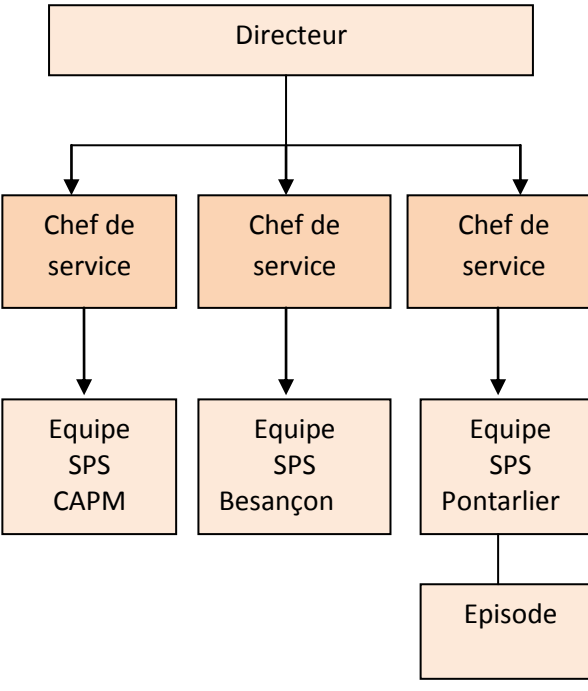 Directeur
Chef de
service
Chef de
service
Chef de
service
Equipe
SPS
CAPM
Equipe
SPS
Besançon
Equipe
SPS
Pontarlier
Episode